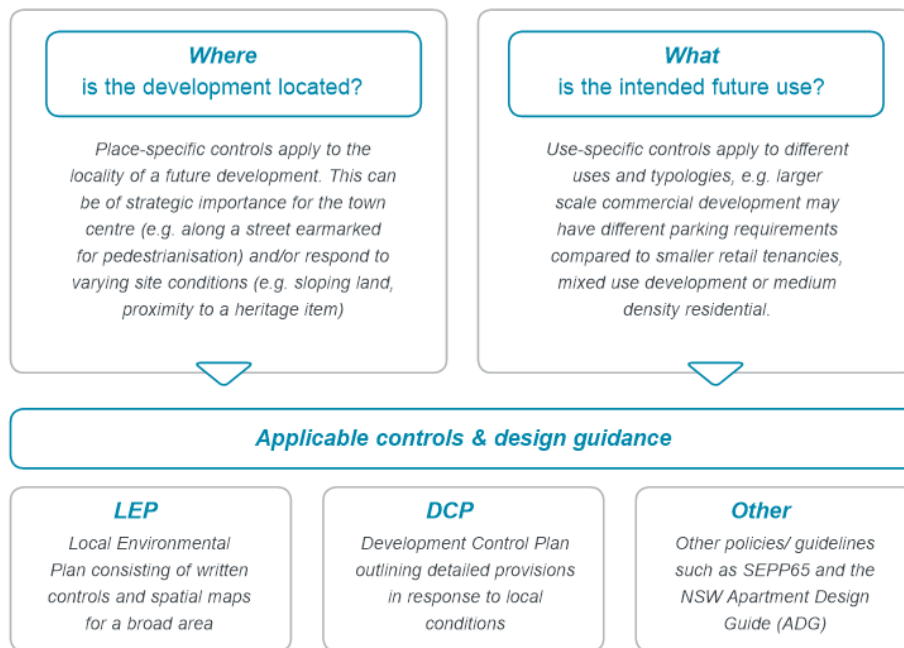 Where
is the development located?
Place-specific controls apply to the
locality of a future development. This can
be of strategic importance for the town
centre (e.g. along a street earmarked
for pedestrianisation) and/or respond to
varying site conditions (e.g. sloping land,
proximity to a heritage item)
What
is the intended future use?
Use-specific controls apply to different
uses and typologies, e.g. larger
scale commercial development may
have different parking requirements
compared to smaller retail tenancies,
mixed use development or medium
density residential.
Applicable controls & design guidance
LEP
Local Environmental
Plan consisting of written
controls and spatial maps
for a broad area
DCP
Development Control Plan
outlining detailed provisions
in response to local
conditions
Other
Other policies/ guidelines
such as SEPP65 and the
NSW Apartment Design
Guide (ADG)